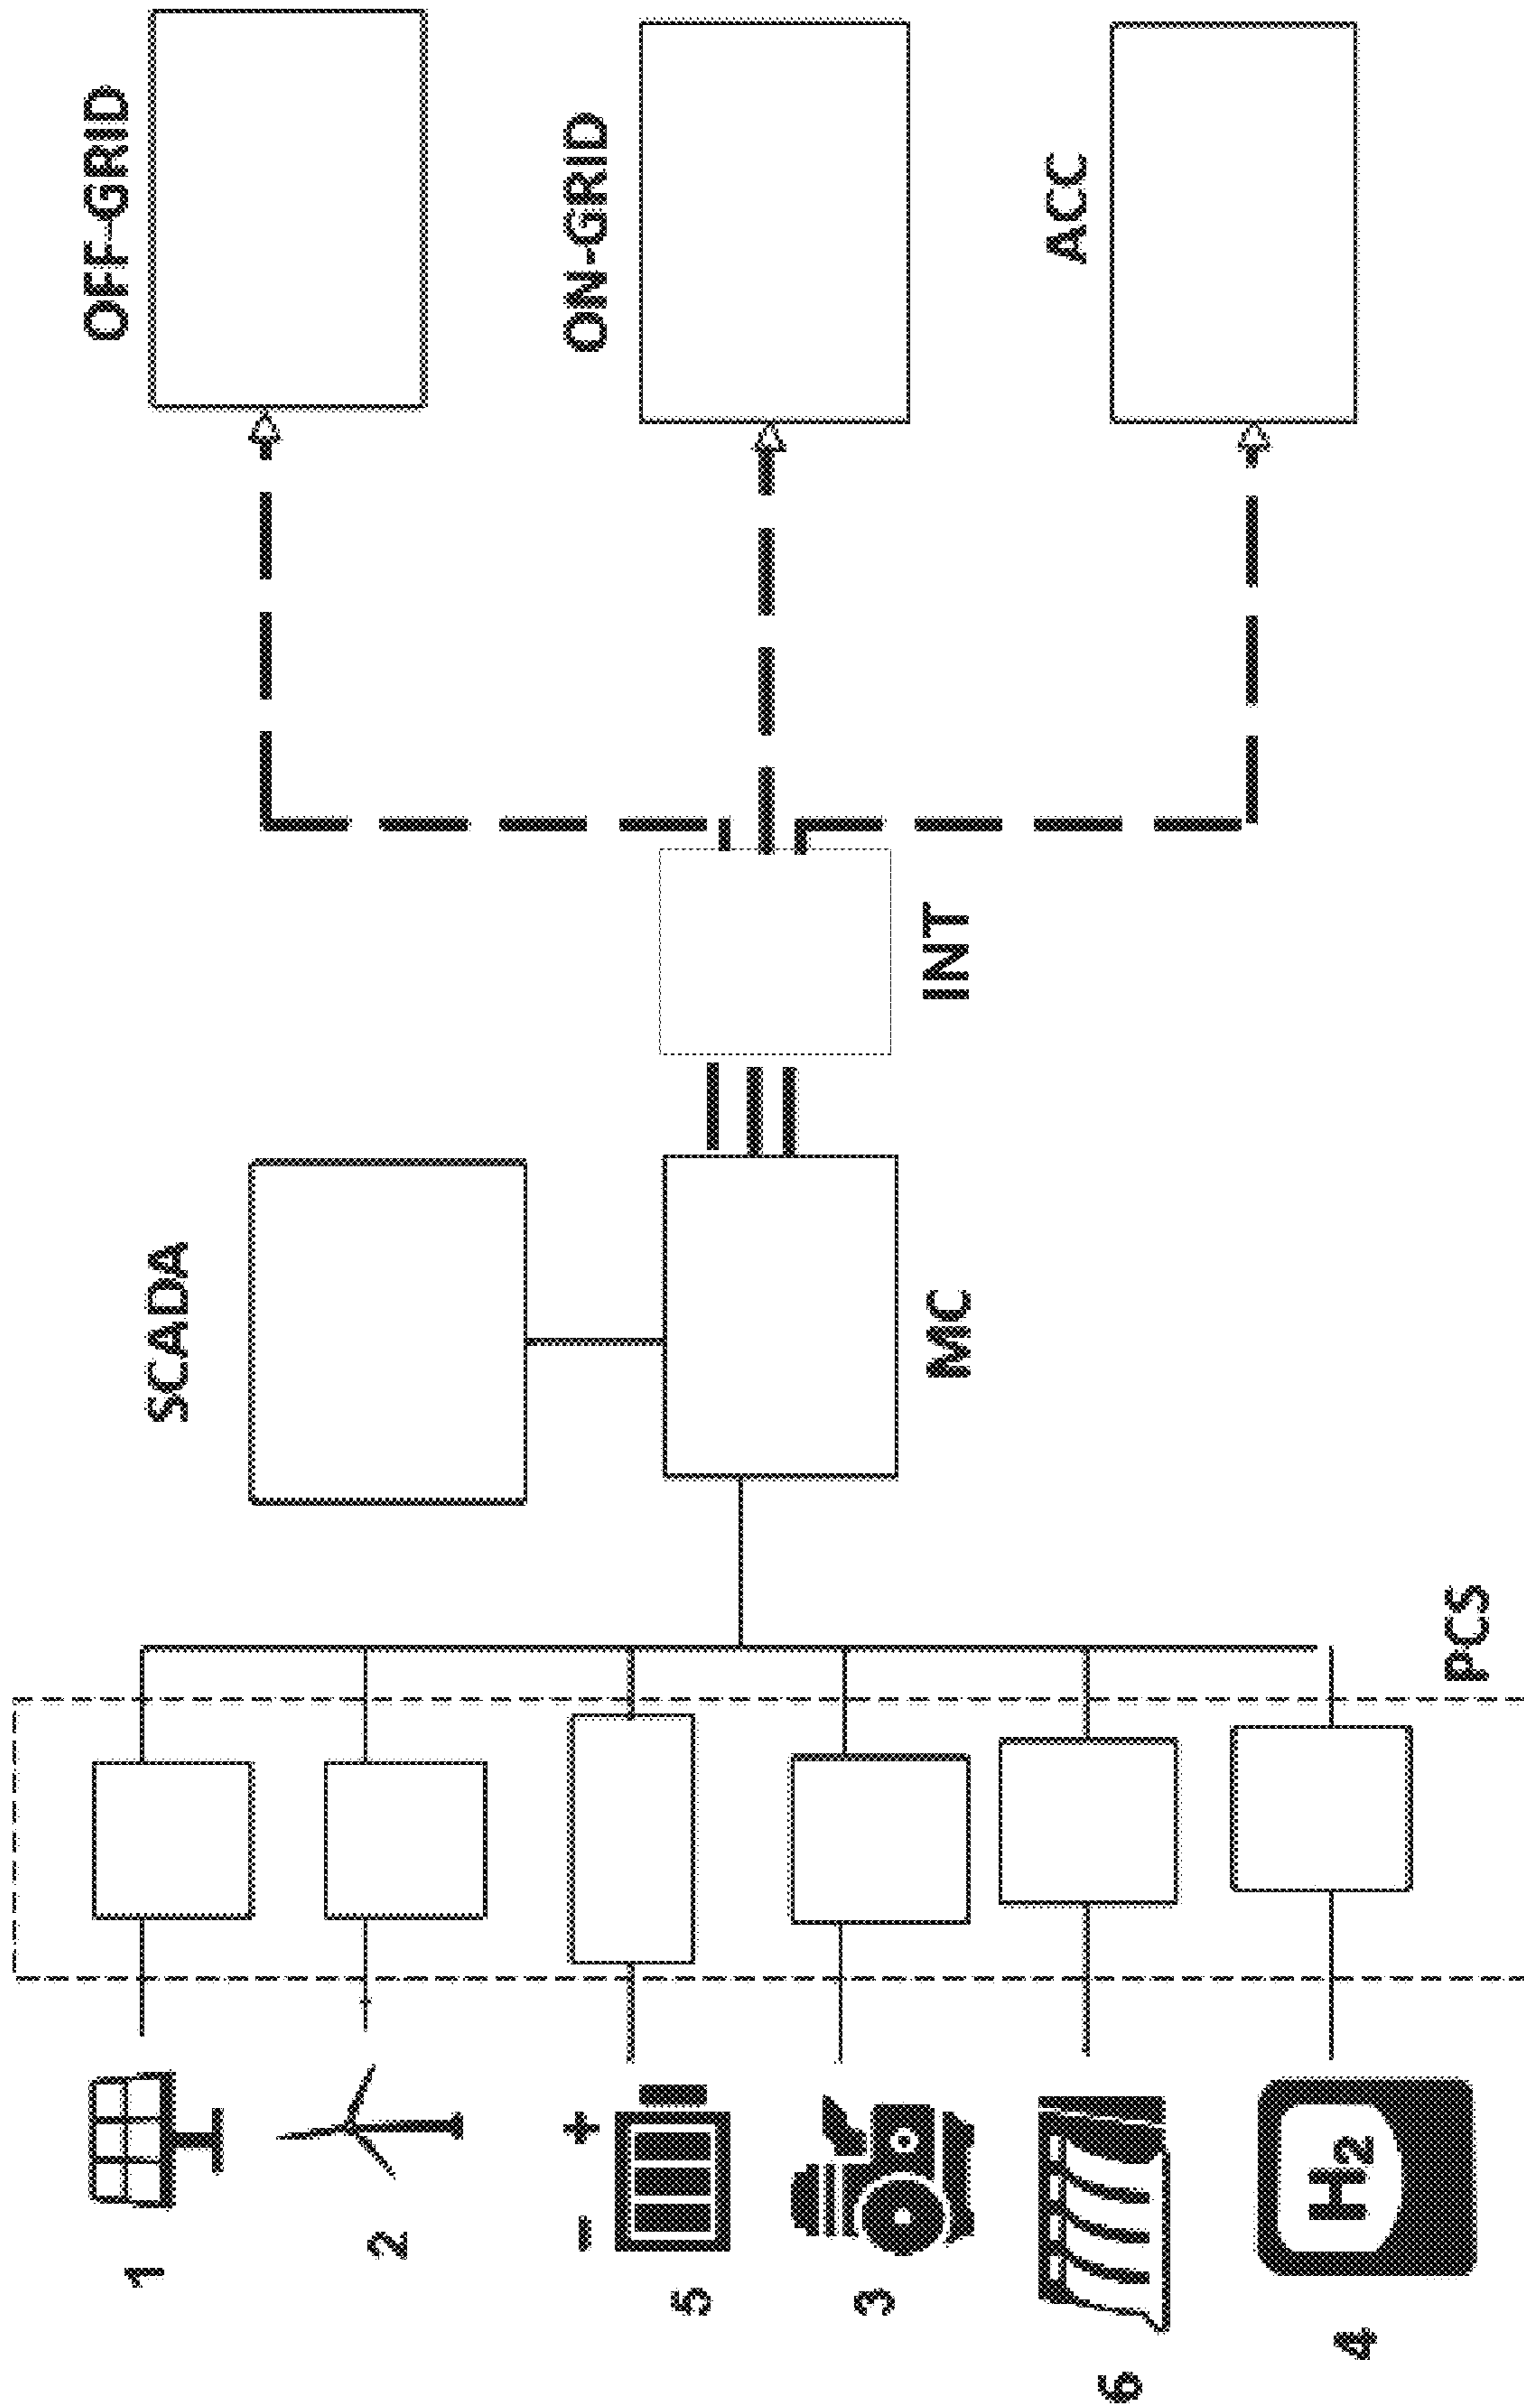 1
2
− +
5
3
6
H2
4
PCS
SCADA
MC
INT
OFF-GRID
ON-GRID
ACC